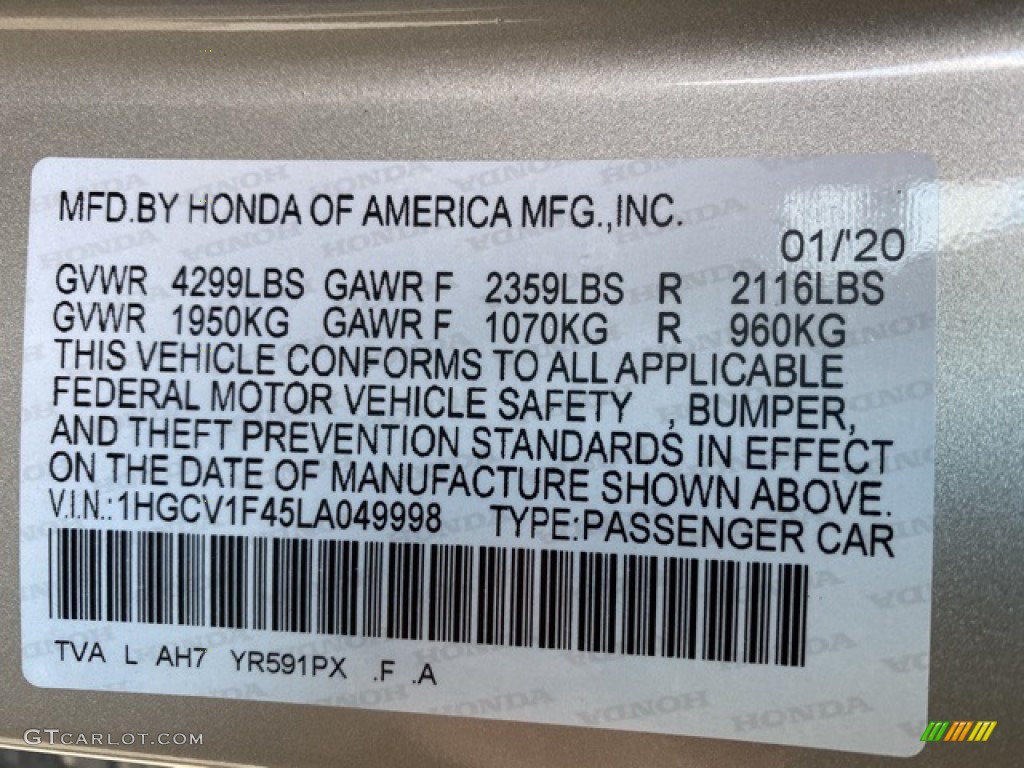 MFD.BY HONDA OF AMERICA MFG.,INC.
01/'20
GVWR 4299LBS GAWR F 2359LBS R 2116LBS
GVWR 1950KG GAWR F 1070KG R 960KG
THIS VEHICLE CONFORMS TO ALL APPLICABLE
FEDERAL MOTOR VEHICLE SAFETY , BUMPER,
AND THEFT PREVENTION STANDARDS IN EFFECT
ON THE DATE OF MANUFACTURE SHOWN ABOVE.
V.I.N.:1HGCV1F45LA049998 TYPE:PASSENGER CAR
TVA L AH7 YR591PX .F .A
GTCARLOT.COM